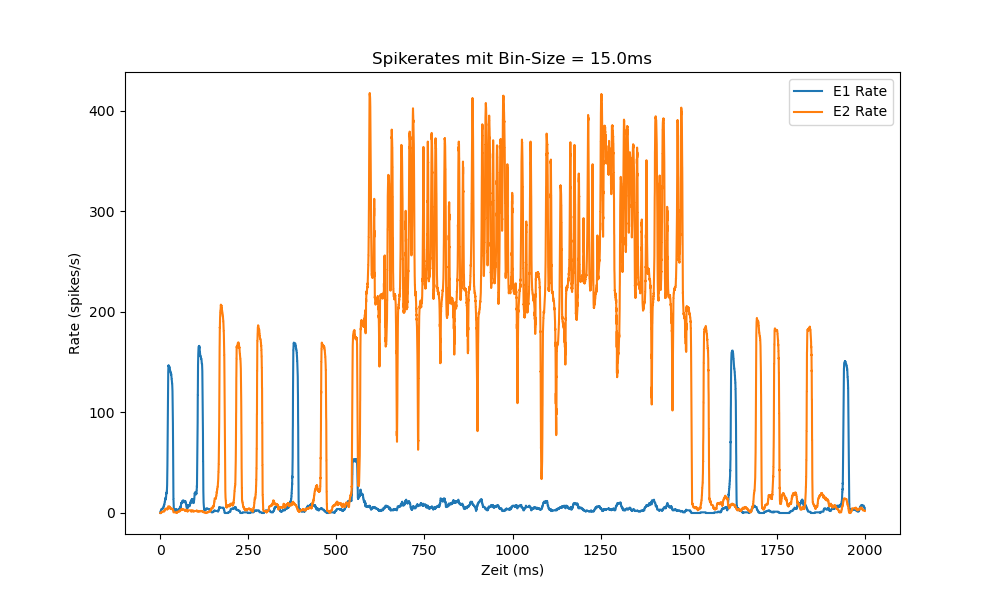 Spikerates mit Bin-Size = 15.0ms
E1 Rate
E2 Rate
Rate (spikes/s)
400
300
200
100
0
0 250 500 750 1000 1250 1500 1750 2000
Zeit (ms)